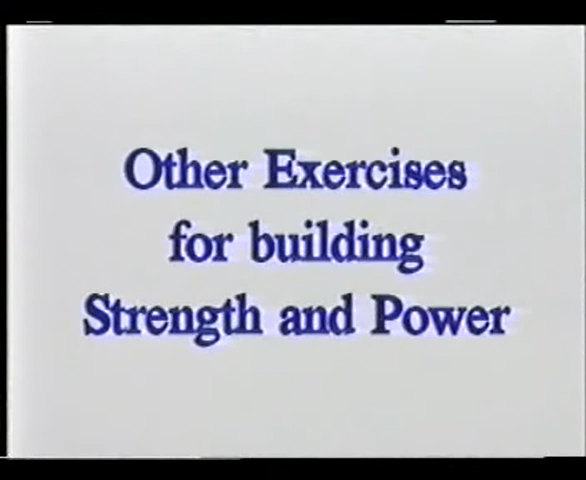 Other Exercises
for building
Strength and Power